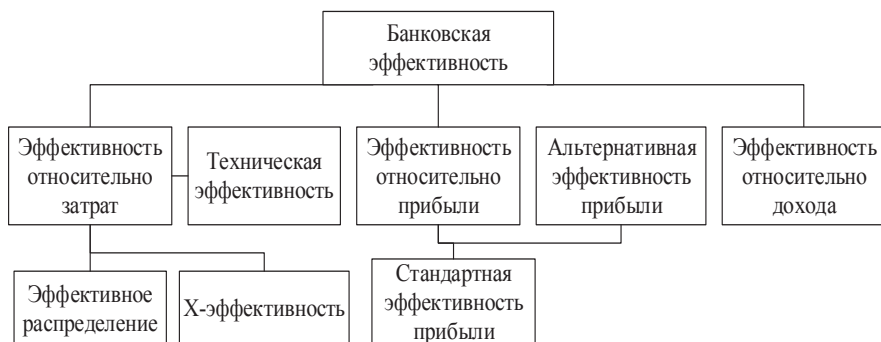 Банковская
эффективность
Эффективность
относительно
затрат
Техническая
эффективность
Эффективность
относительно
прибыли
Альтернативная
эффективность
прибыли
Эффективность
относительно
дохода
Эффективное
распределение
Х-эффективность
Стандартная
эффективность
прибыли